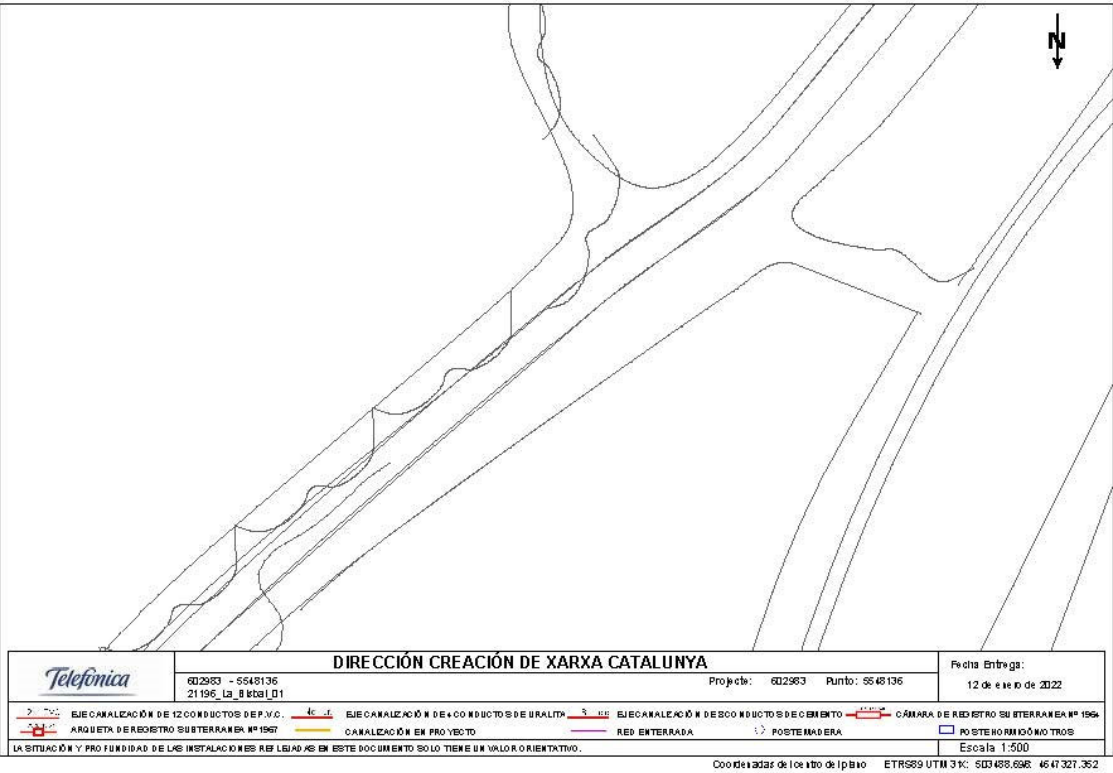 N
Telefónica
DIRECCIÓN CREACIÓN DE XARXA CATALUNYA
602983 - 5548136
21196_La_Bisbal_01
Projecte: 602983 Punto: 5548136
Fecha Entrega:
12 de enero de 2022
EJE CANALIZACIÓN DE 12 CONDUCTOS DE P.V.C.
EJE CANALIZACIÓN DE 4 CONDUCTOS DE URALITA
EJE CANALIZACIÓN DE 2 CONDUCTOS DE CEMENTO
CÁMARA DE REGISTRO SUBTERRANEA Nº 1964
ARQUETA DE REGISTRO SUBTERRANEA Nº 1967
CANALIZACIÓN EN PROYECTO
RED ENTERRADA
POSTE MADERA
POSTE HORMIGÓN/OTROS
LA SITUACIÓN Y PROFUNDIDAD DE LAS INSTALACIONES REFLEJADAS EN ESTE DOCUMENTO SOLO TIENE UN VALOR ORIENTATIVO.
Escala 1:500
Coordenadas del centro del plano ETRS89 UTM 31X: 503488,698 4647327,352